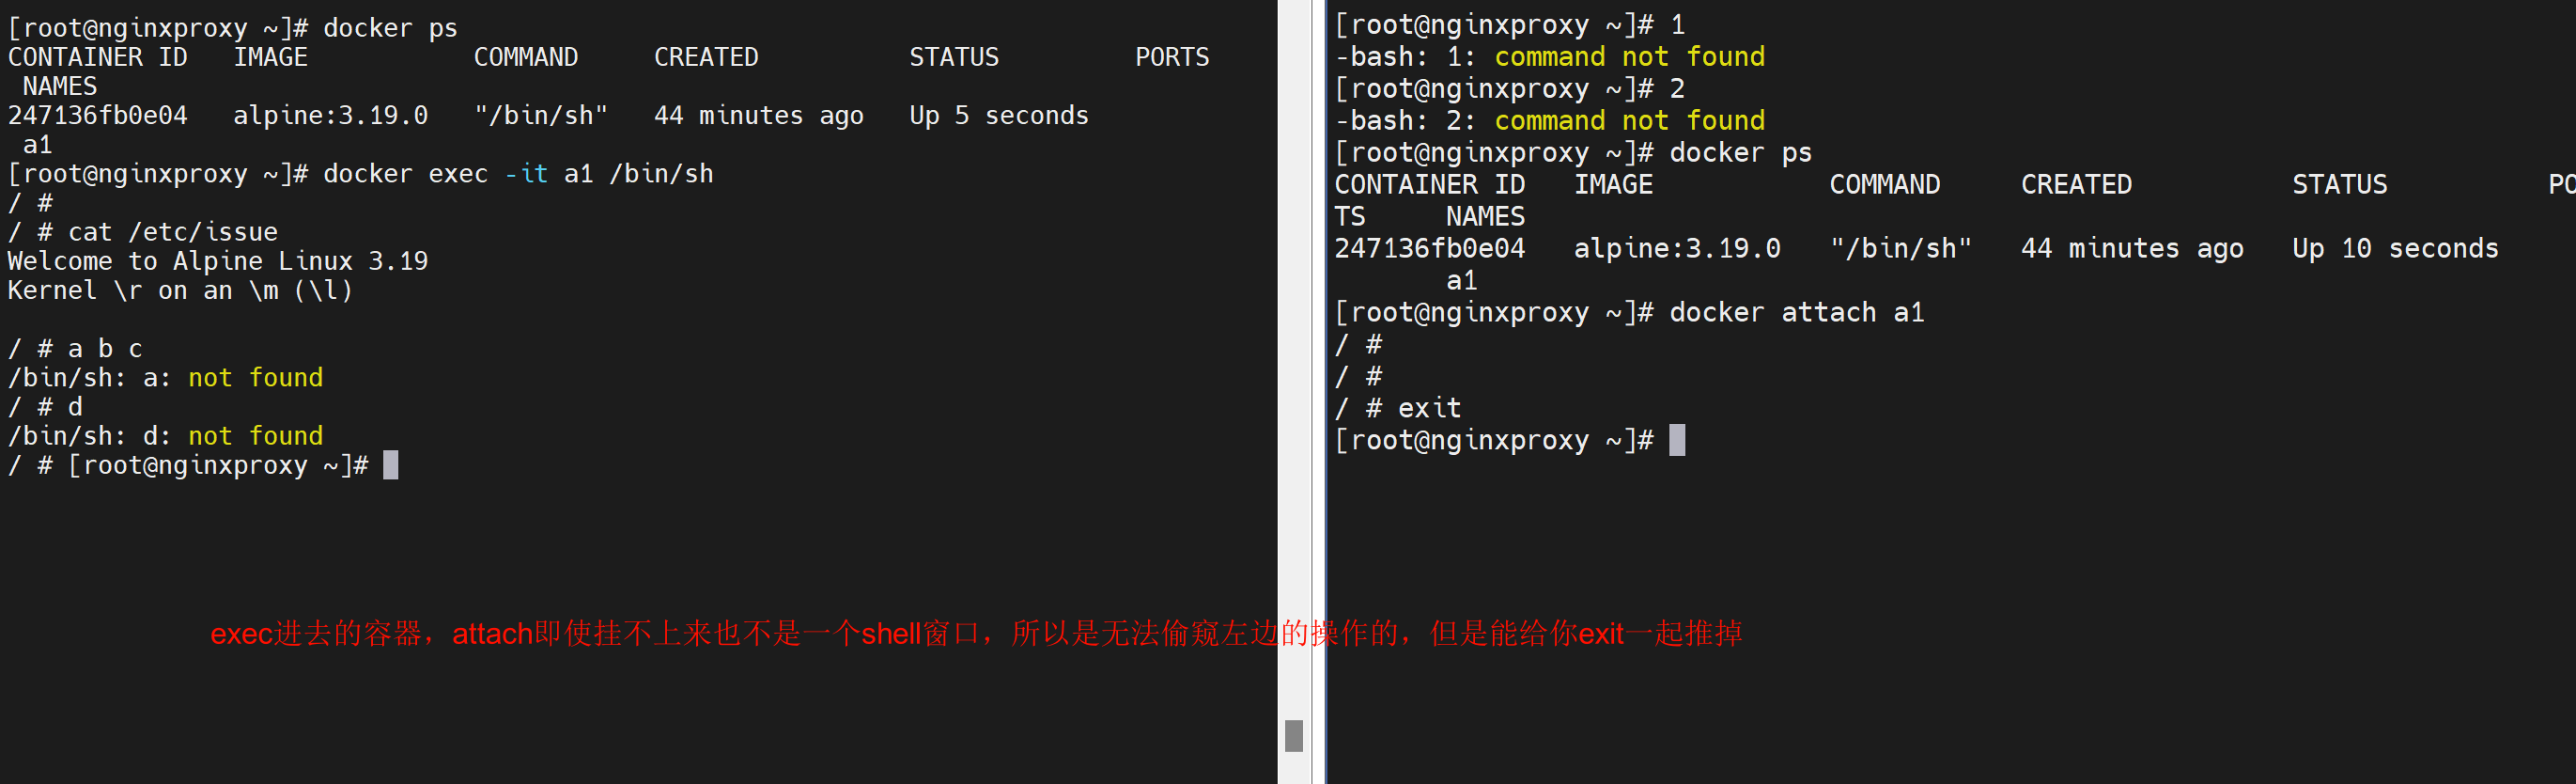 [root@nginxproxy ~]# docker ps
CONTAINER ID   IMAGE           COMMAND     CREATED          STATUS         PORTS
 NAMES
247136fb0e04   alpine:3.19.0   "/bin/sh"   44 minutes ago   Up 5 seconds
 a1
[root@nginxproxy ~]# docker exec -it a1 /bin/sh
/ #
/ # cat /etc/issue
Welcome to Alpine Linux 3.19
Kernel \r on an \m (\l)
/ # a b c
/bin/sh: a: not found
/ # d
/bin/sh: d: not found
/ # [root@nginxproxy ~]#
[root@nginxproxy ~]# 1
-bash: 1: command not found
[root@nginxproxy ~]# 2
-bash: 2: command not found
[root@nginxproxy ~]# docker ps
CONTAINER ID   IMAGE           COMMAND     CREATED          STATUS          PO
TS     NAMES
247136fb0e04   alpine:3.19.0   "/bin/sh"   44 minutes ago   Up 10 seconds
       a1
[root@nginxproxy ~]# docker attach a1
/ #
/ #
/ # exit
[root@nginxproxy ~]#
exec进去的容器，attach即使挂不上来也不是一个shell窗口，所以是无法偷窥左边的操作的，但是能给你exit一起推掉